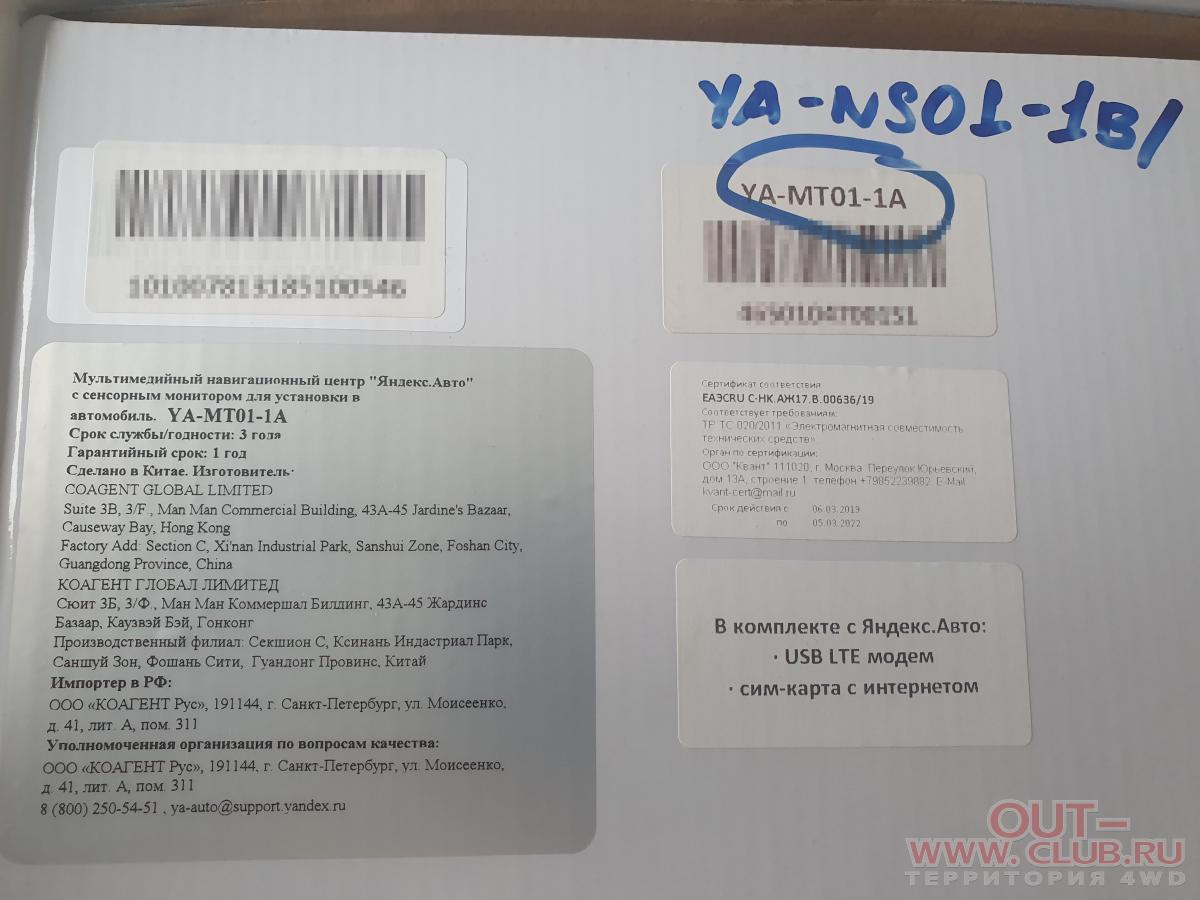 YA-NS01-1B/
YA-MT01-1A
Мультимедийный навигационный центр "Яндекс.Авто"
с сенсорным монитором для установки в
автомобиль. YA-MT01-1A
Срок службы/годности: 3 года
Гарантийный срок: 1 год
Сделано в Китае. Изготовитель:
COAGENT GLOBAL LIMITED
Suite 3B, 3/F., Man Man Commercial Building, 43A-45 Jardine's Bazaar,
Causeway Bay, Hong Kong
Factory Add: Section C, Xi'nan Industrial Park, Sanshui Zone, Foshan City,
Guangdong Province, China
КОАГЕНТ ГЛОБАЛ ЛИМИТЕД
Сюит 3Б, 3/Ф., Ман Ман Коммершал Билдинг, 43А-45 Жардинс
Базаар, Каузвэй Бэй, Гонконг
Производственный филиал: Секшион С, Ксинань Индастриал Парк,
Саншуй Зон, Фошань Сити, Гуандонг Провинс, Китай
Импортер в РФ:
ООО «КОАГЕНТ Рус», 191144, г. Санкт-Петербург, ул. Моисеенко,
д. 41, лит. А, пом. 311
Уполномоченная организация по вопросам качества:
ООО «КОАГЕНТ Рус», 191144, г. Санкт-Петербург, ул. Моисеенко,
д. 41, лит. А, пом. 311
8 (800) 250-54-51 , ya-auto@support.yandex.ru
Сертификат соответствия
ЕАЭСRU С-НК.АЖ17.В.00636/19
Соответствует требованиям:
ТР ТС 020/2011 «Электромагнитная совместимость
технических средств»
Орган по сертификации:
ООО "Квант" 111020, г. Москва. Переулок Юрьевский,
дом 13А, строение 1 телефон +79852239882. E-Mail:
kvant-cert@mail.ru
Срок действия с 06.03.2019
по 05.03.2022
В комплекте с Яндекс.Авто:
· USB LTE модем
· сим-карта с интернетом
OUT-
WWW.CLUB.RU
ТЕРРИТОРИЯ 4WD